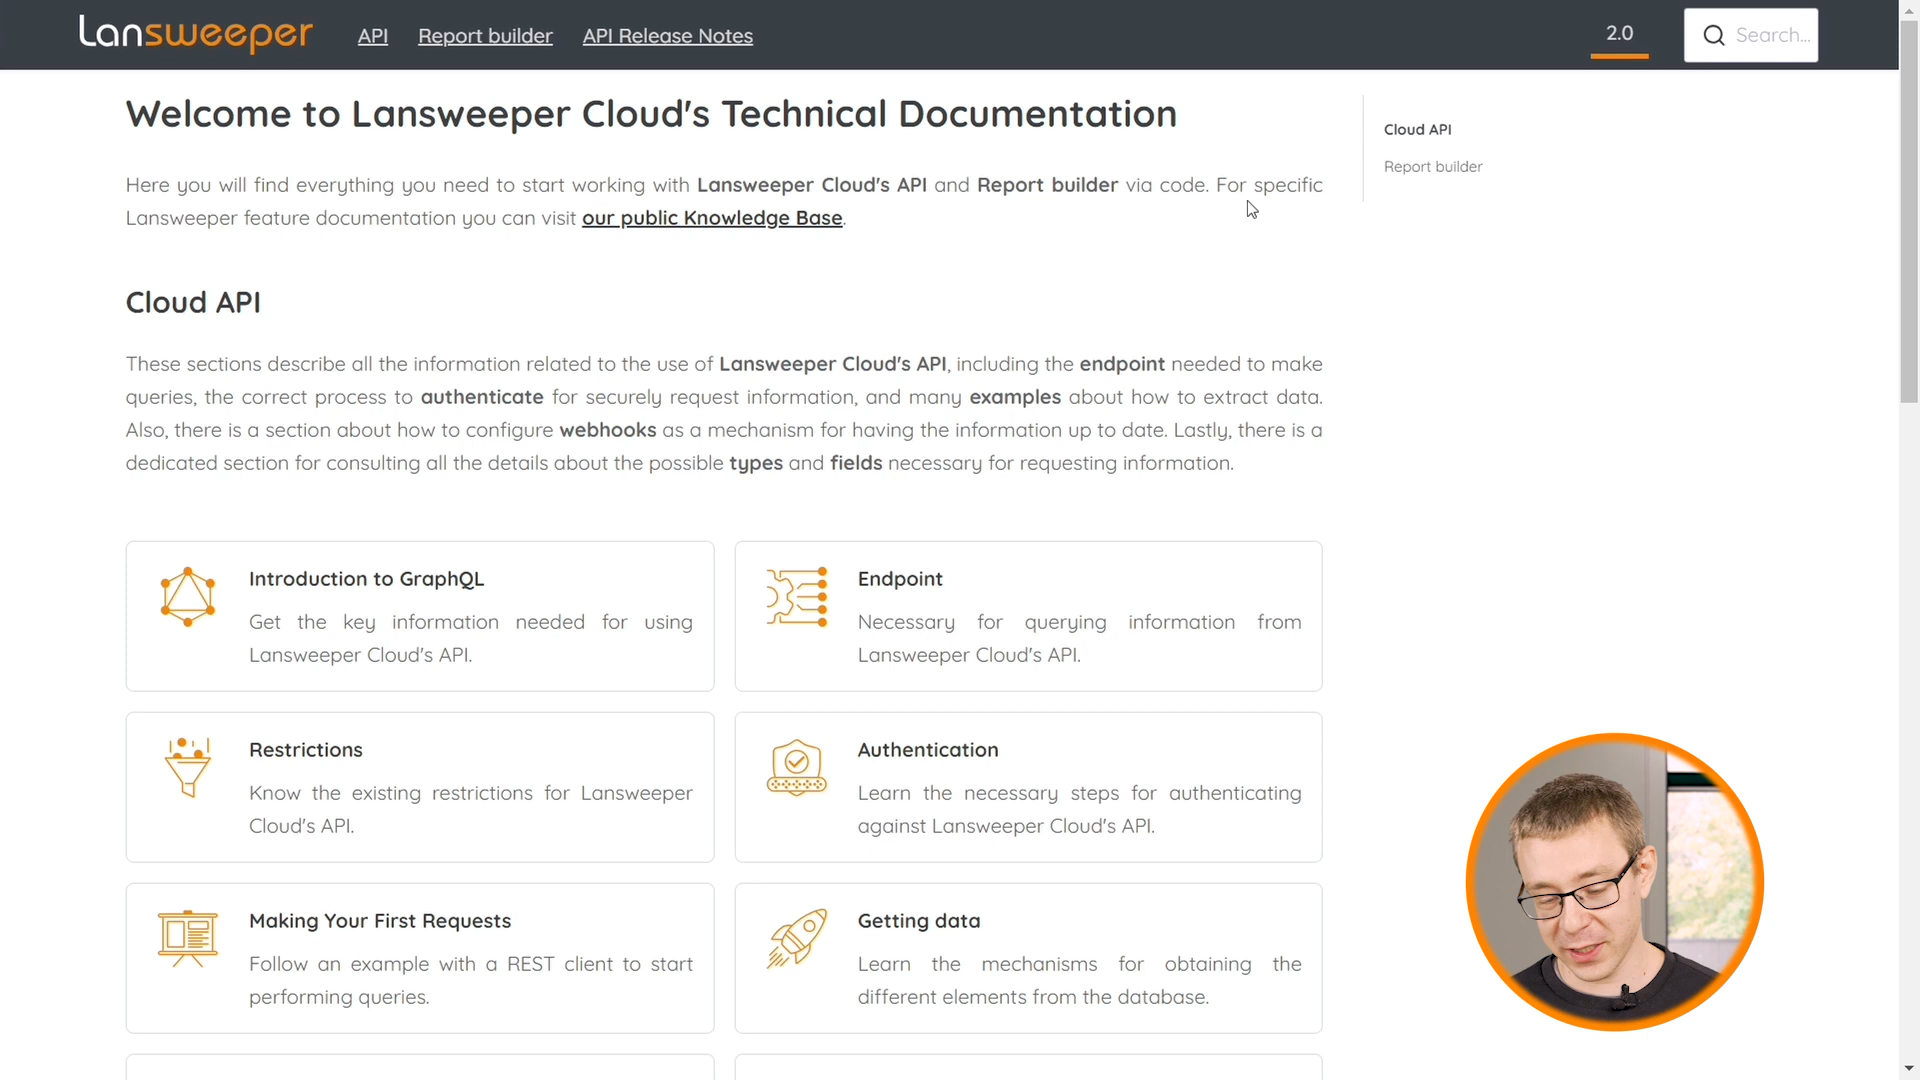 Lansweeper API Report builder API Release Notes 2.0 Search...
Welcome to Lansweeper Cloud's Technical Documentation
Cloud API
Report builder
Here you will find everything you need to start working with Lansweeper Cloud's API and Report builder via code. For specific
Lansweeper feature documentation you can visit our public Knowledge Base.
Cloud API
These sections describe all the information related to the use of Lansweeper Cloud's API, including the endpoint needed to make
queries, the correct process to authenticate for securely request information, and many examples about how to extract data.
Also, there is a section about how to configure webhooks as a mechanism for having the information up to date. Lastly, there is a
dedicated section for consulting all the details about the possible types and fields necessary for requesting information.
Introduction to GraphQL
Get the key information needed for using
Lansweeper Cloud's API.
Endpoint
Necessary for querying information from
Lansweeper Cloud's API.
Restrictions
Know the existing restrictions for Lansweeper
Cloud's API.
Authentication
Learn the necessary steps for authenticating
against Lansweeper Cloud's API.
Making Your First Requests
Follow an example with a REST client to start
performing queries.
Getting data
Learn the mechanisms for obtaining the
different elements from the database.